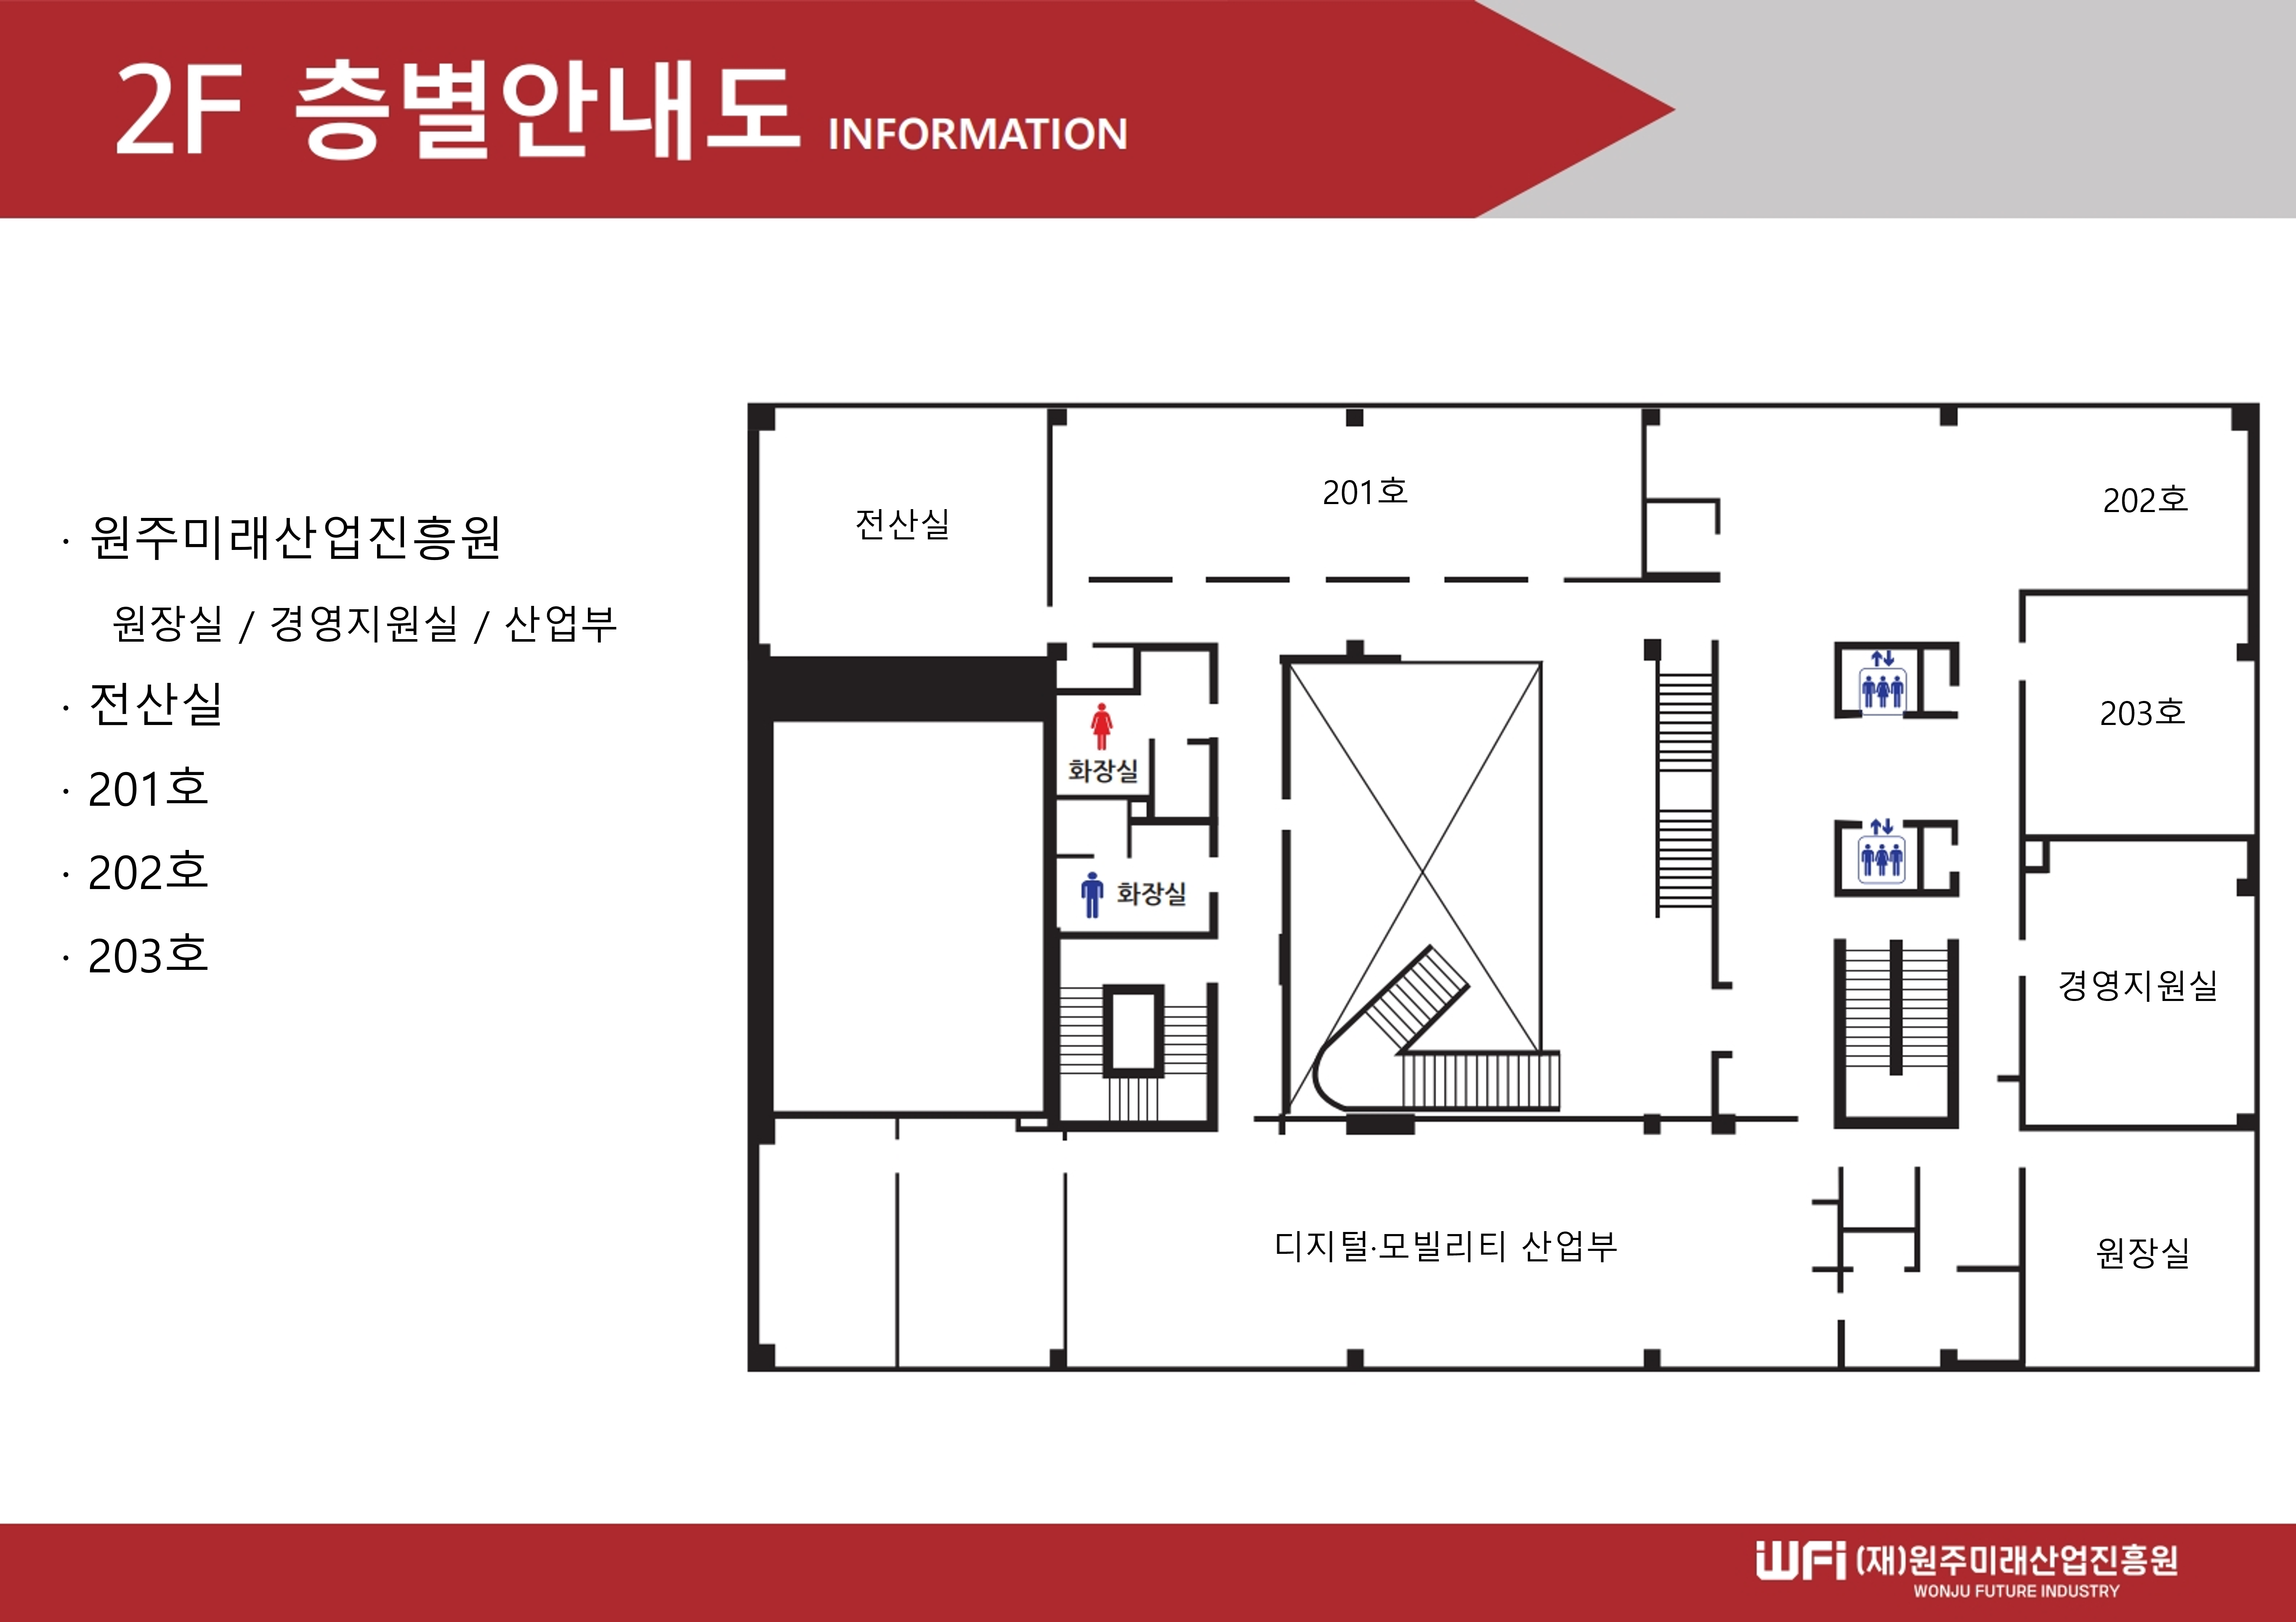 2F 층별안내도 INFORMATION
· 원주미래산업진흥원
원장실 / 경영지원실 / 산업부
· 전산실
· 201호
· 202호
· 203호
전산실
201호
202호
203호
화장실
화장실
경영지원실
디지털·모빌리티 산업부
원장실
WFi (재)원주미래산업진흥원
WONJU FUTURE INDUSTRY